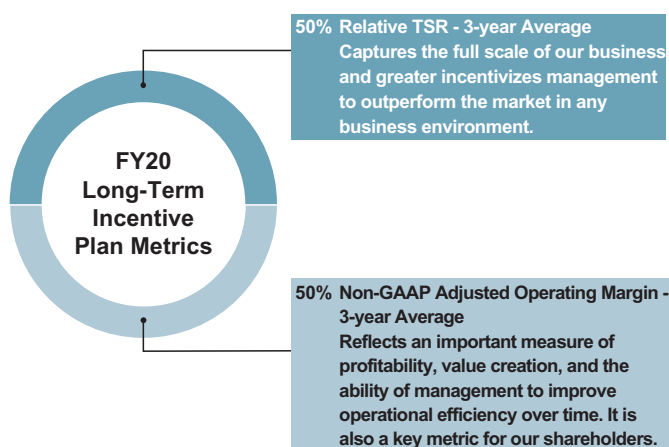 50% Relative TSR - 3-year Average
Captures the full scale of our business
and greater incentivizes management
to outperform the market in any
business environment.
FY20
Long-Term
Incentive
Plan Metrics
50% Non-GAAP Adjusted Operating Margin -
3-year Average
Reflects an important measure of
profitability, value creation, and the
ability of management to improve
operational efficiency over time. It is
also a key metric for our shareholders.